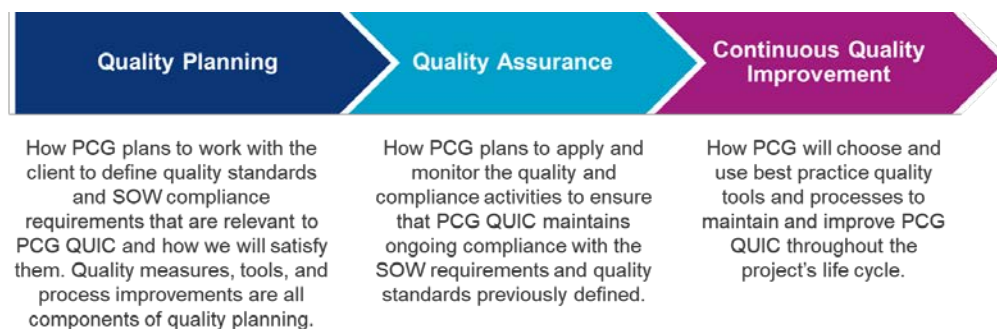 Quality Planning
Quality Assurance
Continuous Quality
Improvement
How PCG plans to work with the
client to define quality standards
and SOW compliance
requirements that are relevant to
PCG QUIC and how we will satisfy
them. Quality measures, tools, and
process improvements are all
components of quality planning.
How PCG plans to apply and
monitor the quality and
compliance activities to ensure
that PCG QUIC maintains
ongoing compliance with the
SOW requirements and quality
standards previously defined.
How PCG will choose and
use best practice quality
tools and processes to
maintain and improve PCG
QUIC throughout the
project's life cycle.